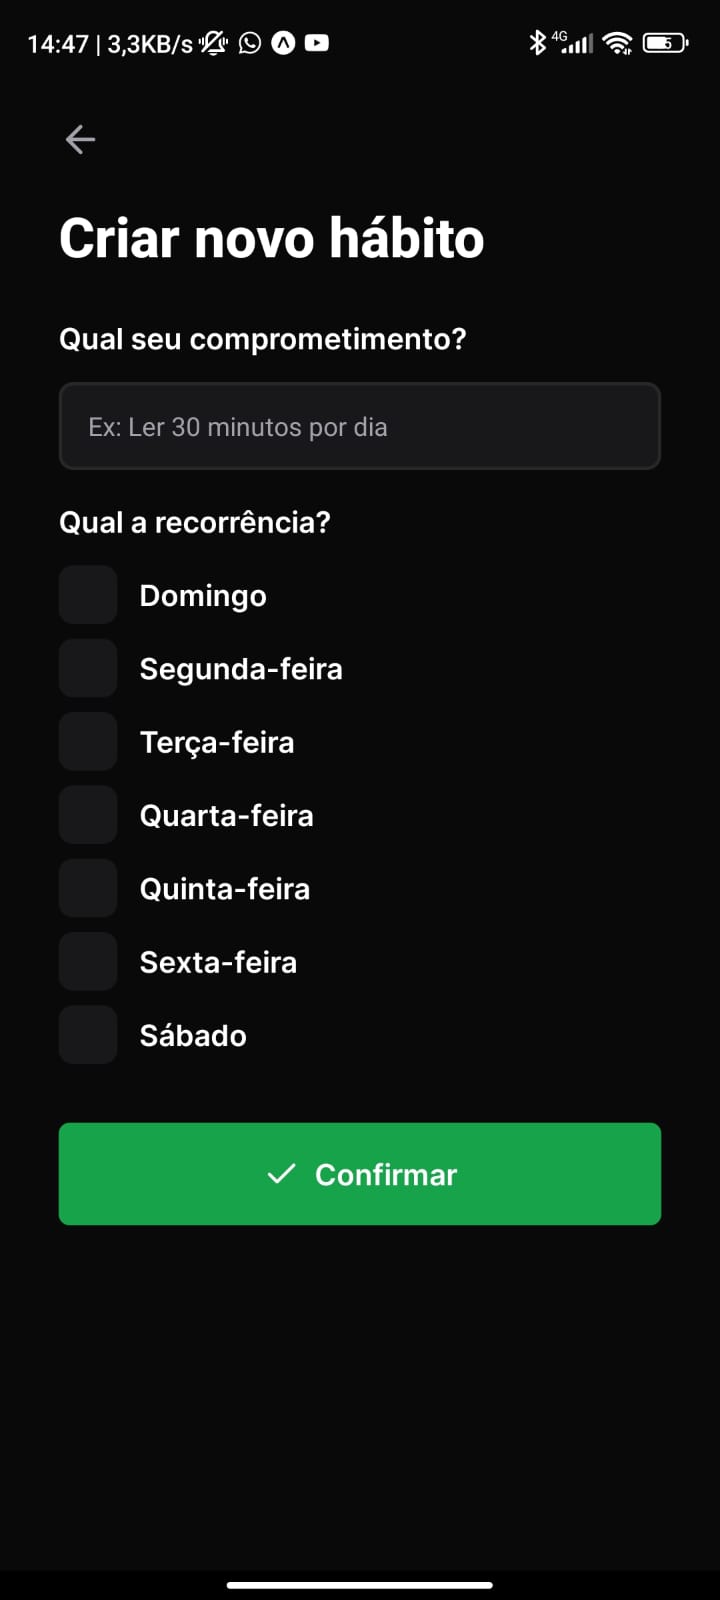 14:47 | 3,3KB/s 4G
Criar novo hábito
Qual seu comprometimento?
Ex: Ler 30 minutos por dia
Qual a recorrência?
Domingo
Segunda-feira
Terça-feira
Quarta-feira
Quinta-feira
Sexta-feira
Sábado
Confirmar